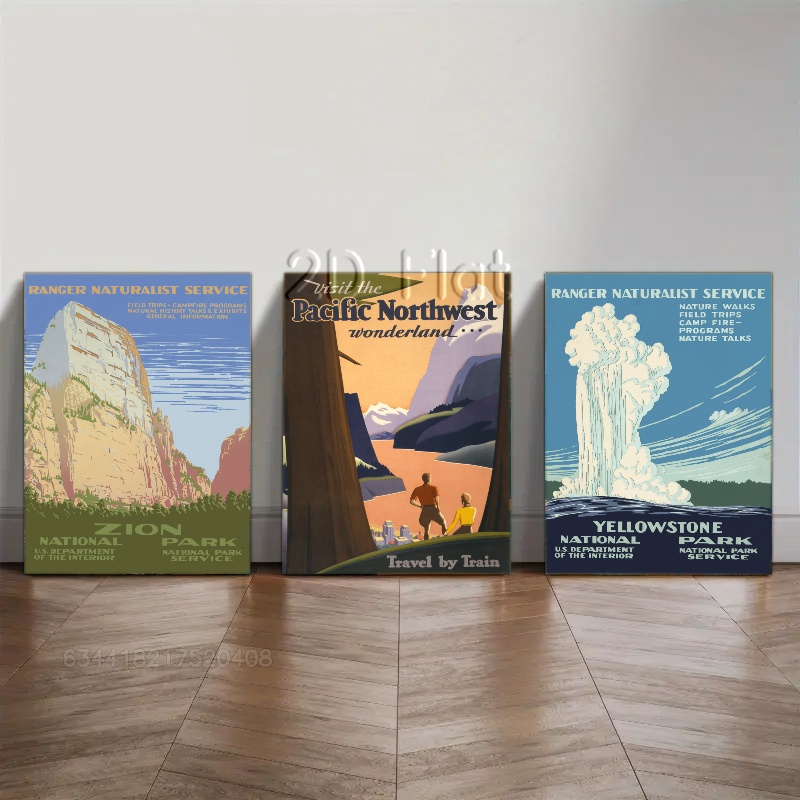 2D Flat
RANGER NATURALIST SERVICE
FIELD TRIPS · CAMPFIRE PROGRAMS
NATURAL HISTORY TALKS & EXHIBITS
GENERAL INFORMATION
ZION
NATIONAL PARK
U.S. DEPARTMENT
OF THE INTERIOR
NATIONAL PARK
SERVICE
visit the
Pacific Northwest
wonderland...
Travel by Train
RANGER NATURALIST SERVICE
NATURE WALKS
FIELD TRIPS
CAMP FIRE-
PROGRAMS
NATURE TALKS
YELLOWSTONE
NATIONAL PARK
U.S. DEPARTMENT
OF THE INTERIOR
NATIONAL PARK
SERVICE
634418217520408